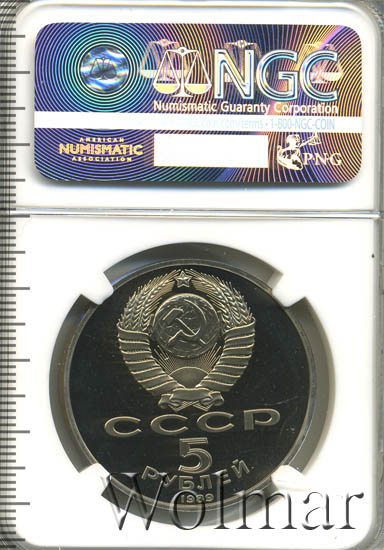 NGC
Numismatic Guaranty Corporation
1-800-NGC-COIN
AMERICAN
NUMISMATIC
ASSOCIATION
PNG
СССР
5
РУБЛЕЙ
1989
Wolmar